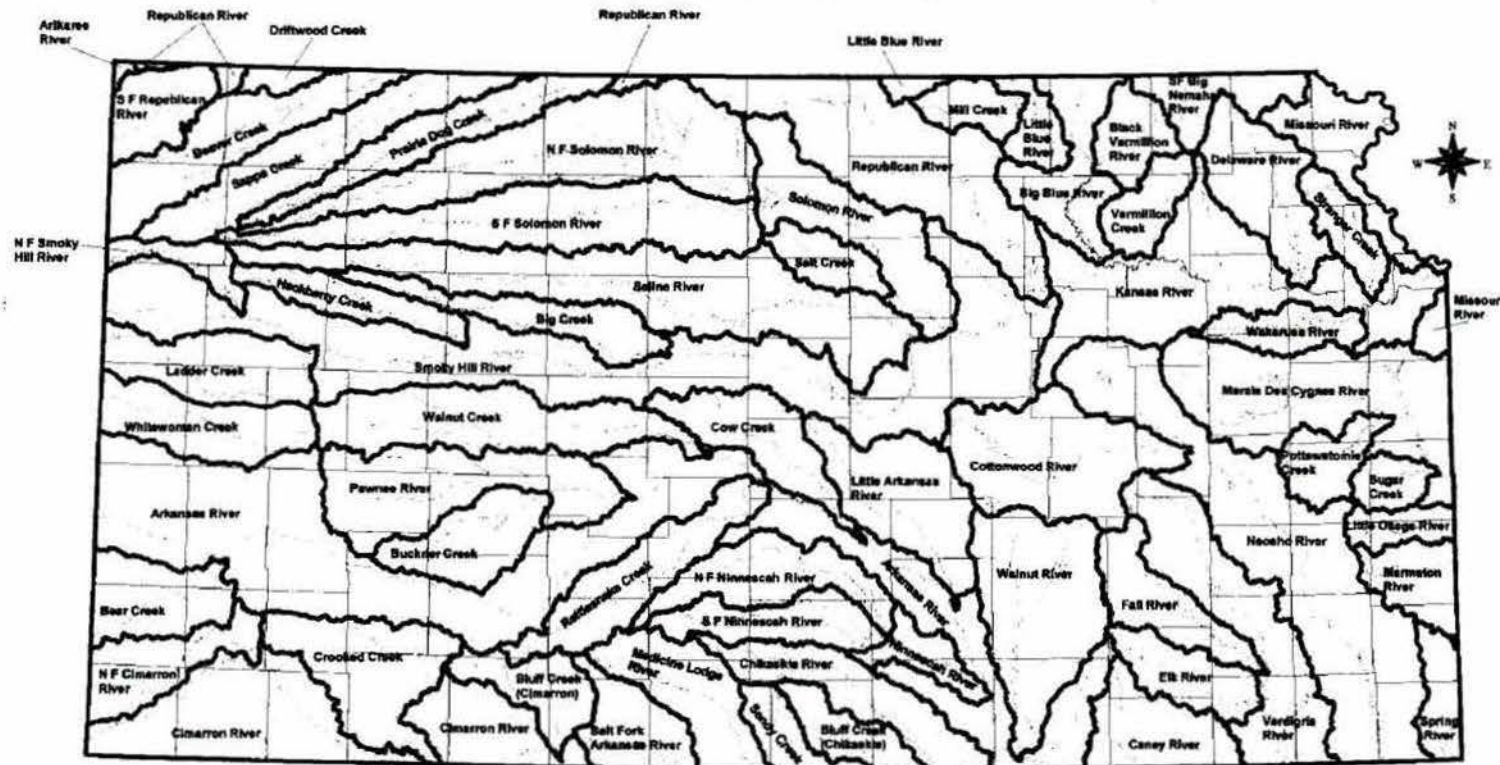 Arikaree
River
Republican River
Driftwood Creek
Republican River
Little Blue River
S F Republican
River
Beaver Creek
Sappa Creek
Prairie Dog Creek
N F Solomon River
Mill Creek
Little
Blue
River
Black
Vermillion
River
SF Big
Nemaha
River
Missouri River
Delaware River
N
W
E
S
Republican River
Big Blue River
Vermillion
Creek
Stranger Creek
Solomon River
S F Solomon River
N F Smoky
Hill River
Salt Creek
Hackberry Creek
Saline River
Kansas River
Big Creek
Wakarusa River
Missouri
River
Ladder Creek
Smoky Hill River
Marais Des Cygnes River
Whitewoman Creek
Walnut Creek
Cow Creek
Cottonwood River
Pottawatomie
Creek
Sugar
Creek
Pawnee River
Little Arkansas
River
Arkansas River
Little Osage River
Buckner Creek
Neosho River
Marmaton
River
Rattlesnake Creek
N F Ninnescah River
Arkansas River
Walnut River
Bear Creek
Fall River
S F Ninnescah River
Ninnescah River
Crooked Creek
Medicine Lodge
River
Chikaskia River
N F Cimarron
River
Bluff Creek
(Cimarron)
Elk River
Cimarron River
Cimarron River
Salt Fork
Arkansas River
Sandy Creek
Bluff Creek
(Chikaskia)
Caney River
Verdigris
River
Spring
River